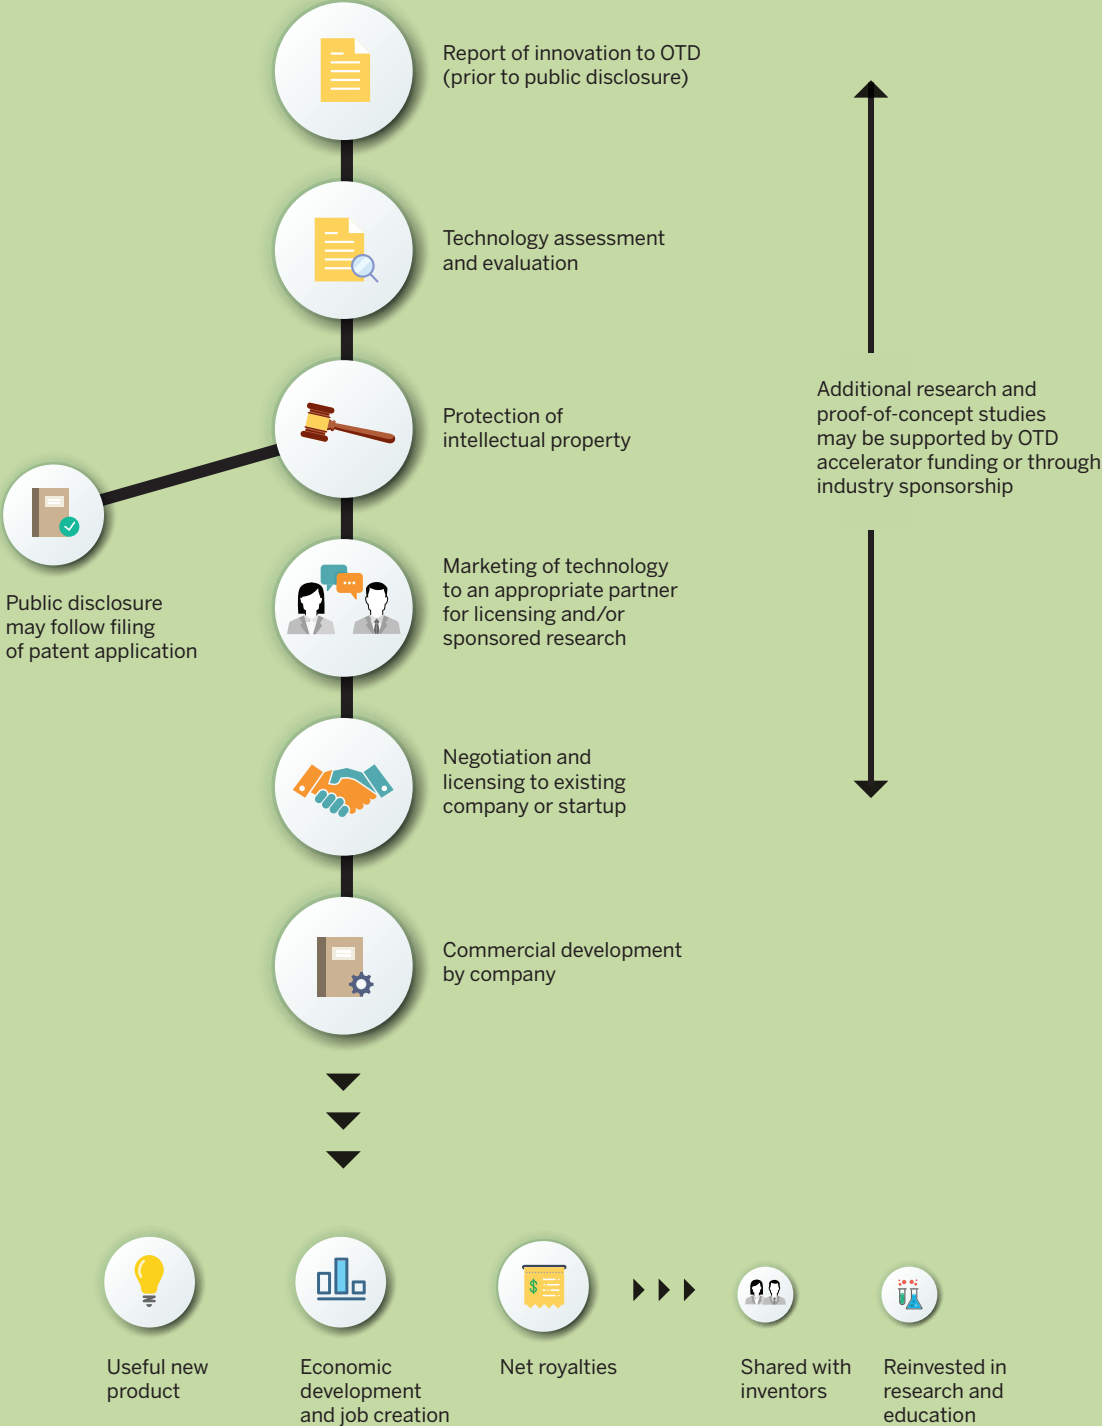 Report of innovation to OTD
(prior to public disclosure)
Technology assessment
and evaluation
Additional research and
proof-of-concept studies
may be supported by OTD
accelerator funding or through
industry sponsorship
Protection of
intellectual property
Public disclosure
may follow filing
of patent application
Marketing of technology
to an appropriate partner
for licensing and/or
sponsored research
Negotiation and
licensing to existing
company or startup
Commercial development
by company
$
Useful new
product
Economic
development
and job creation
Net royalties
Shared with
inventors
Reinvested in
research and
education